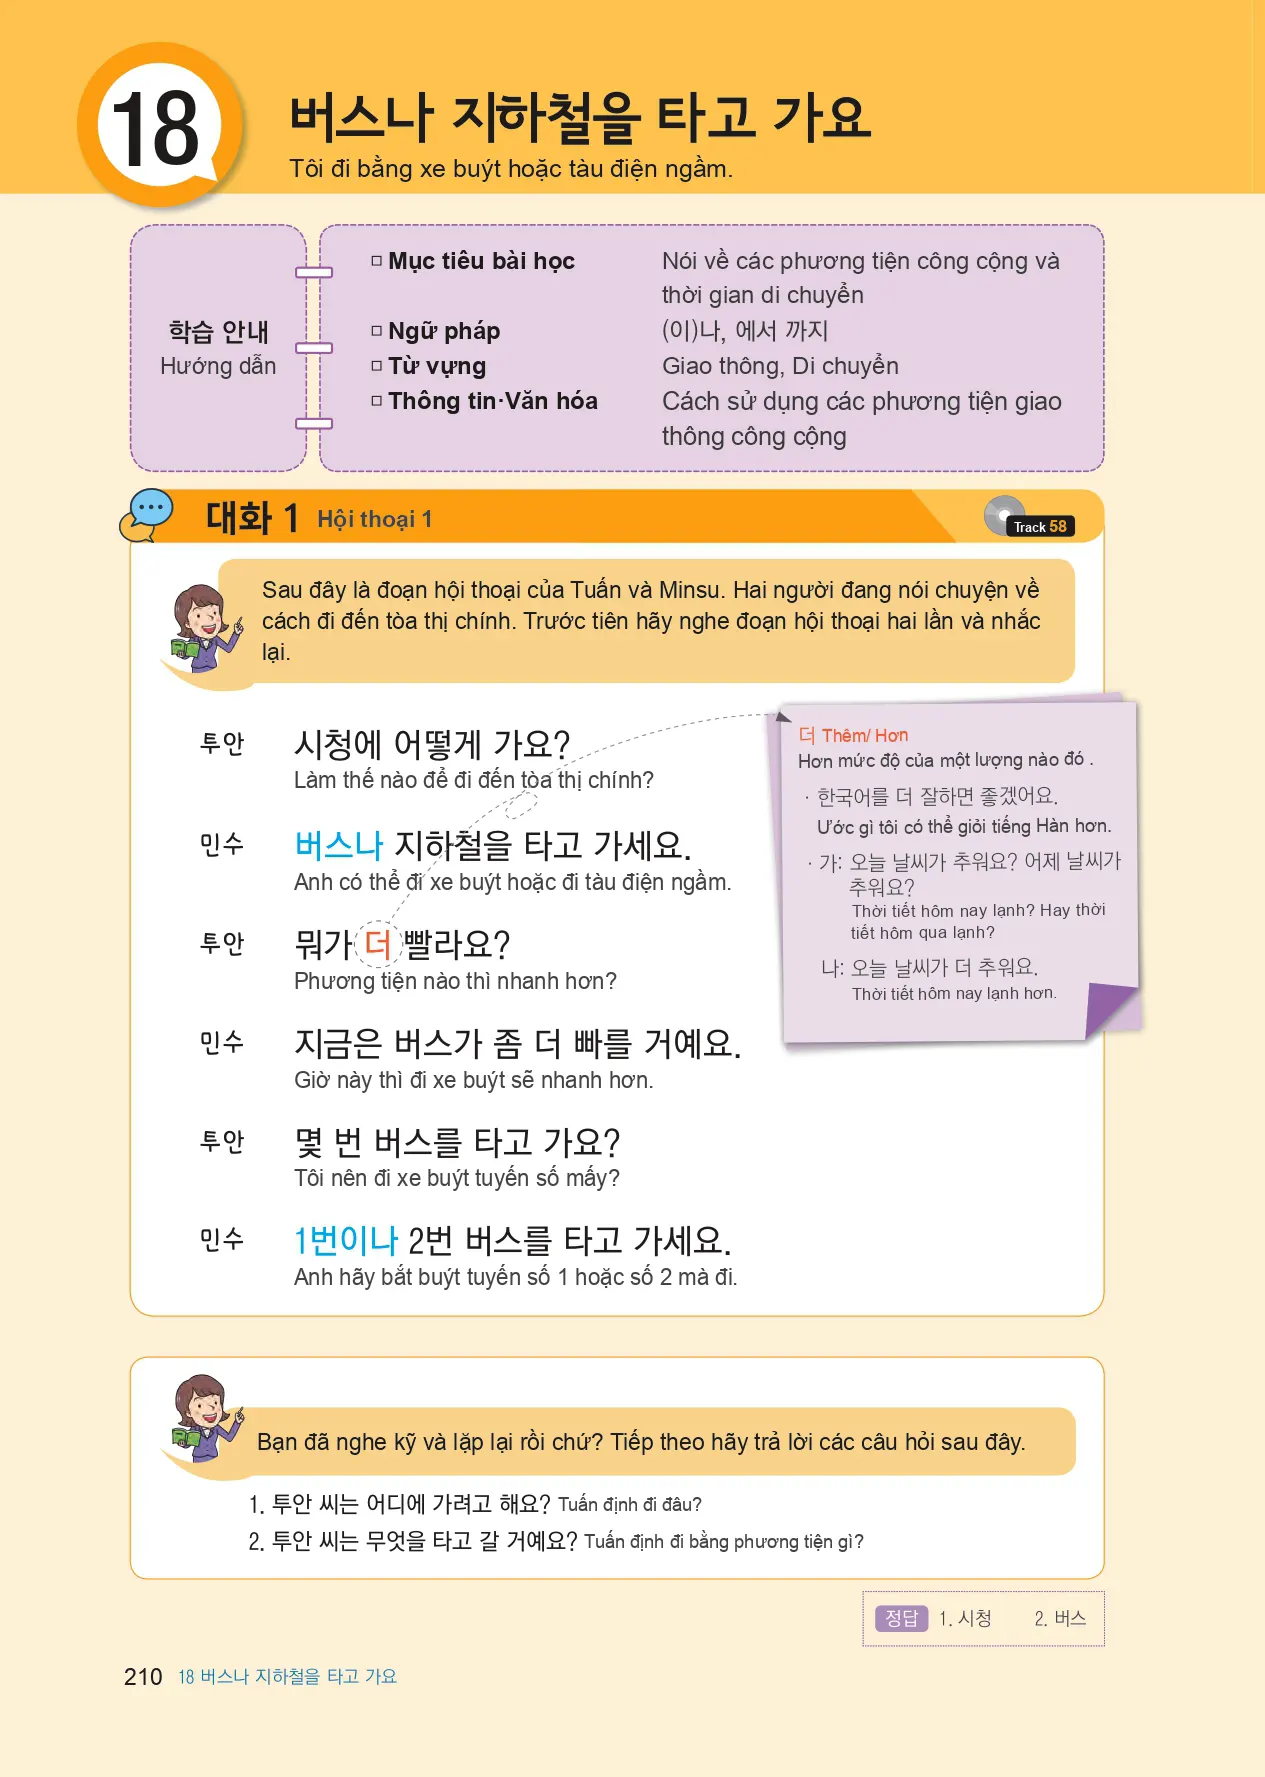 18
버스나 지하철을 타고 가요
Tôi đi bằng xe buýt hoặc tàu điện ngầm.
학습 안내
Hướng dẫn
□ Mục tiêu bài học Nói về các phương tiện công cộng và
thời gian di chuyển
□ Ngữ pháp (이)나, 에서 까지
□ Từ vựng Giao thông, Di chuyển
□ Thông tin·Văn hóa Cách sử dụng các phương tiện giao
thông công cộng
대화 1 Hội thoại 1
Track 58
Sau đây là đoạn hội thoại của Tuấn và Minsu. Hai người đang nói chuyện về
cách đi đến tòa thị chính. Trước tiên hãy nghe đoạn hội thoại hai lần và nhắc
lại.
투안 시청에 어떻게 가요?
Làm thế nào để đi đến tòa thị chính?
민수 버스나 지하철을 타고 가세요.
Anh có thể đi xe buýt hoặc đi tàu điện ngầm.
투안 뭐가 더 빨라요?
Phương tiện nào thì nhanh hơn?
민수 지금은 버스가 좀 더 빠를 거예요.
Giờ này thì đi xe buýt sẽ nhanh hơn.
투안 몇 번 버스를 타고 가요?
Tôi nên đi xe buýt tuyến số mấy?
민수 1번이나 2번 버스를 타고 가세요.
Anh hãy bắt buýt tuyến số 1 hoặc số 2 mà đi.
더 Thêm/ Hơn
Hơn mức độ của một lượng nào đó .
· 한국어를 더 잘하면 좋겠어요.
Ước gì tôi có thể giỏi tiếng Hàn hơn.
· 가: 오늘 날씨가 추워요? 어제 날씨가
추워요?
Thời tiết hôm nay lạnh? Hay thời
tiết hôm qua lạnh?
나: 오늘 날씨가 더 추워요.
Thời tiết hôm nay lạnh hơn.
Bạn đã nghe kỹ và lặp lại rồi chứ? Tiếp theo hãy trả lời các câu hỏi sau đây.
1. 투안 씨는 어디에 가려고 해요? Tuấn định đi đâu?
2. 투안 씨는 무엇을 타고 갈 거예요? Tuấn định đi bằng phương tiện gì?
정답 1. 시청 2. 버스
210 18 버스나 지하철을 타고 가요